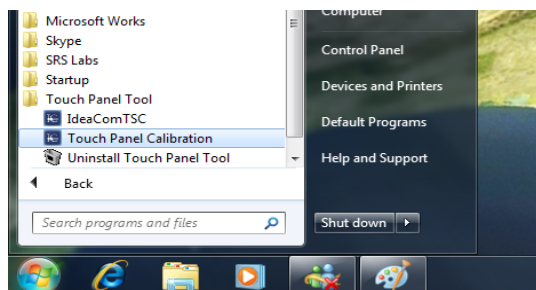 Microsoft Works
Skype
SRS Labs
Startup
Touch Panel Tool
IdeaComTSC
Touch Panel Calibration
Uninstall Touch Panel Tool
Back
Search programs and files
Computer
Control Panel
Devices and Printers
Default Programs
Help and Support
Shut down